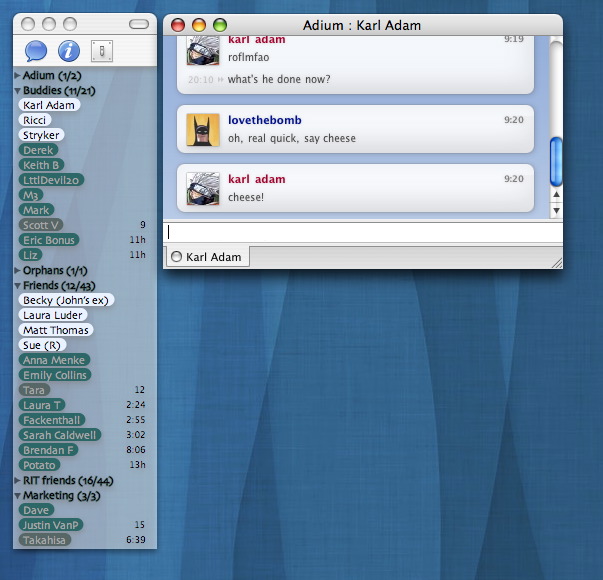 Adium (1/2)
Buddies (11/21)
Karl Adam
Ricci
Stryker
Derek
Keith B
LttlDevil20
M3
Mark
Scott V 9
Eric Bonus 11h
Liz 11h
Orphans (1/1)
Friends (12/43)
Becky (John's ex)
Laura Luder
Matt Thomas
Sue (R)
Anna Menke
Emily Collins
Tara 12
Laura T 2:24
Fackenthall 2:55
Sarah Caldwell 3:02
Brendan F 8:06
Potato 13h
RIT friends (16/44)
Marketing (3/3)
Dave
Justin VanP 15
Takahisa 6:39
Adium : Karl Adam
karl adam 9:19
roflmfao
20:10 what's he done now?
lovethebomb 9:20
oh, real quick, say cheese
karl adam 9:20
cheese!
Karl Adam